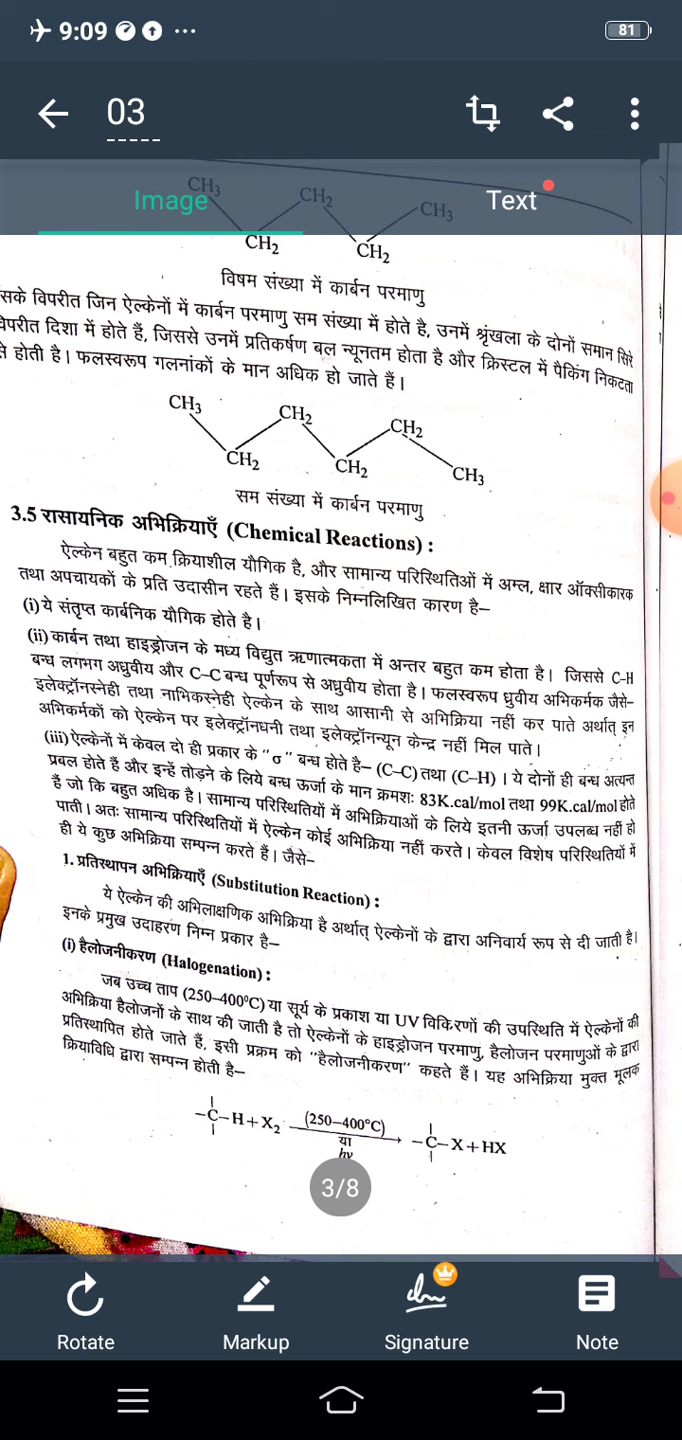 9:09
81
03
Image
Text
CH₃
CH₂
CH₃
CH₂
CH₂
विषम संख्या में कार्बन परमाणु
सके विपरीत जिन ऐल्केनों में कार्बन परमाणु सम संख्या में होते है, उनमें श्रृंखला के दोनों समान सिरे
विपरीत दिशा में होते हैं, जिससे उनमें प्रतिकर्षण बल न्यूनतम होता है और क्रिस्टल में पैकिंग निकटता
से होती है। फलस्वरूप गलनांकों के मान अधिक हो जाते हैं।
CH₃
CH₂
CH₂
CH₂
CH₂
CH₃
सम संख्या में कार्बन परमाणु
3.5 रासायनिक अभिक्रियाएँ (Chemical Reactions) :
ऐल्केन बहुत कम क्रियाशील यौगिक है, और सामान्य परिस्थितिओं में अम्ल, क्षार ऑक्सीकारक
तथा अपचायकों के प्रति उदासीन रहते हैं। इसके निम्नलिखित कारण है–
(i) ये संतृप्त कार्बनिक यौगिक होते है।
(ii) कार्बन तथा हाइड्रोजन के मध्य विद्युत ऋणात्मकता में अन्तर बहुत कम होता है। जिससे C-H
बन्ध लगभग अध्रुवीय और C–C बन्ध पूर्णरूप से अध्रुवीय होता है। फलस्वरूप ध्रुवीय अभिकर्मक जैसे–
इलेक्ट्रॉनस्नेही तथा नाभिकस्नेही ऐल्केन के साथ आसानी से अभिक्रिया नहीं कर पाते अर्थात् इन
अभिकर्मकों को ऐल्केन पर इलेक्ट्रॉनधनी तथा इलेक्ट्रॉनन्यून केन्द्र नहीं मिल पाते।
(iii) ऐल्केनों में केवल दो ही प्रकार के "σ" बन्ध होते है– (C–C) तथा (C–H) । ये दोनों ही बन्ध अत्यन्त
प्रबल होते हैं और इन्हें तोड़ने के लिये बन्ध ऊर्जा के मान क्रमशः 83K.cal/mol तथा 99K.cal/mol होते
हैं जो कि बहुत अधिक है। सामान्य परिस्थितियों में अभिक्रियाओं के लिये इतनी ऊर्जा उपलब्ध नहीं हो
पाती। अतः सामान्य परिस्थितियों में ऐल्केन कोई अभिक्रिया नहीं करते। केवल विशेष परिस्थितियों में
ही ये कुछ अभिक्रिया सम्पन्न करते हैं। जैसे–
1. प्रतिस्थापन अभिक्रियाएँ (Substitution Reaction) :
ये ऐल्केन की अभिलाक्षणिक अभिक्रिया है अर्थात् ऐल्केनों के द्वारा अनिवार्य रूप से दी जाती है।
इनके प्रमुख उदाहरण निम्न प्रकार है–
(i) हैलोजनीकरण (Halogenation) :
जब उच्च ताप (250–400⁰C) या सूर्य के प्रकाश या UV विकिरणों की उपस्थिति में ऐल्केनों की
अभिक्रिया हैलोजनों के साथ की जाती है तो ऐल्केनों के हाइड्रोजन परमाणु, हैलोजन परमाणुओं के द्वारा
प्रतिस्थापित होते जाते हैं, इसी प्रक्रम को "हैलोजनीकरण" कहते हैं। यह अभिक्रिया मुक्त मूलक
क्रियाविधि द्वारा सम्पन्न होती है–
–C–H + X₂ (250–400°C) या hν → –C–X + HX
3/8
Rotate
Markup
Signature
Note